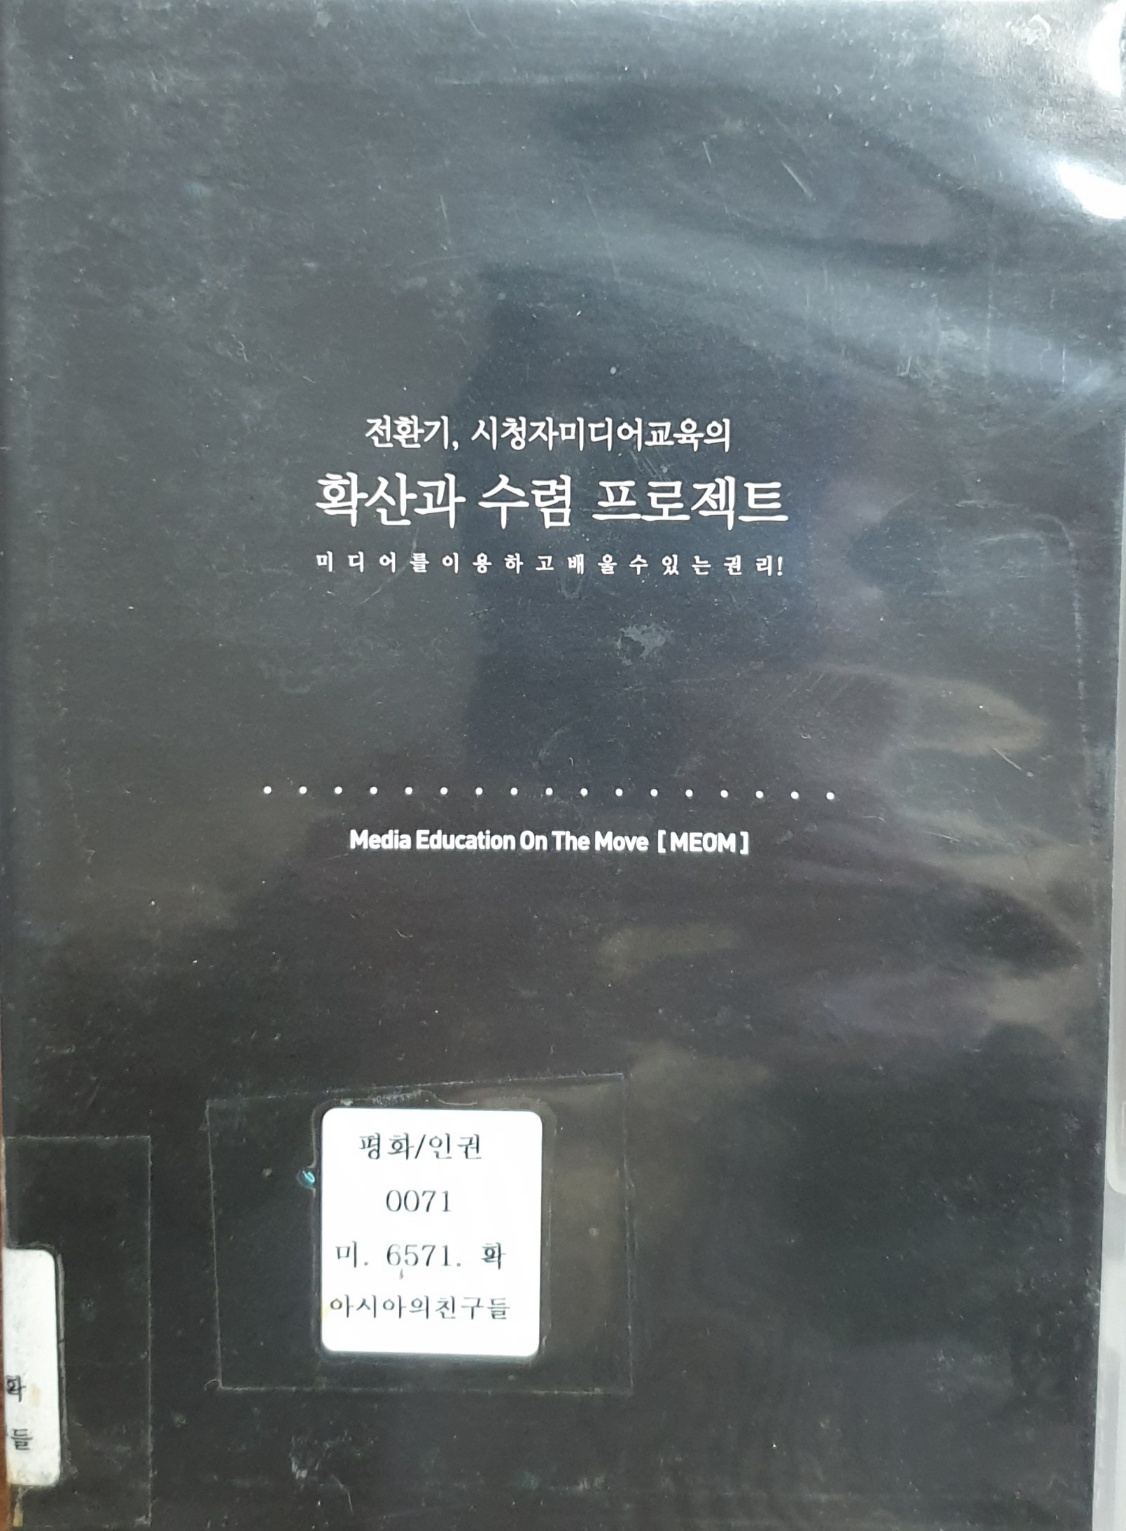 전환기, 시청자미디어교육의
확산과 수렴 프로젝트
미디어를이용하고배울수있는권리!
Media Education On The Move [MEOM]
평화/인권
0071
미. 6571. 확
아시아의친구들
확
들